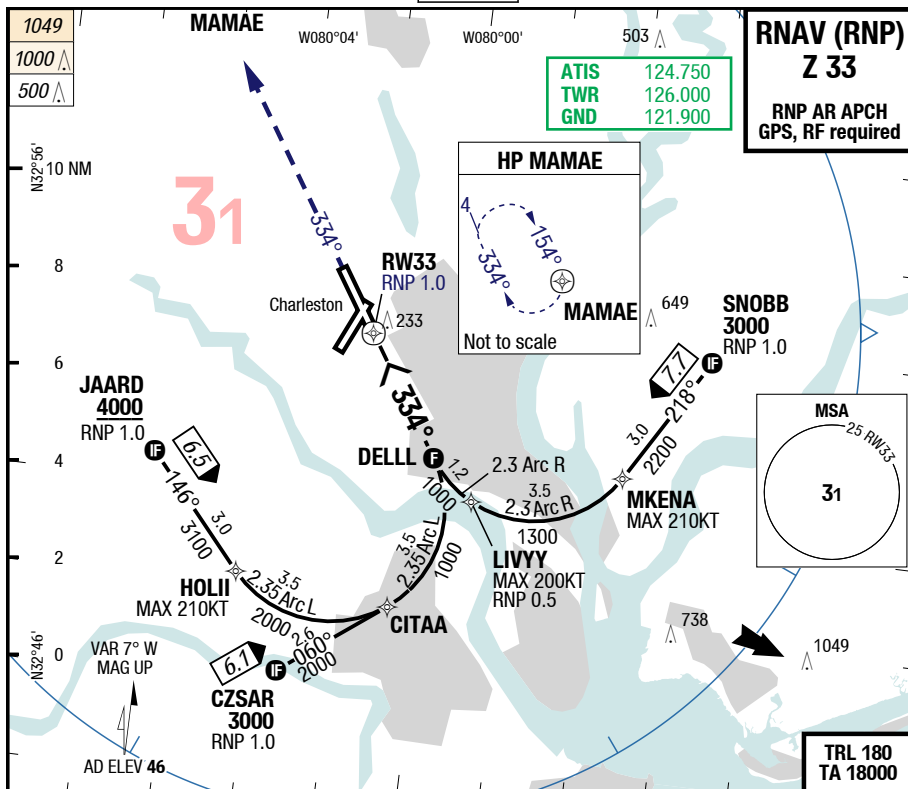 1049
1000
500
MAMAE
W080°04'
W080°00'
503
ATIS 124.750
TWR 126.000
GND 121.900
RNAV (RNP)
Z 33
RNP AR APCH
GPS, RF required
N32°56'
10 NM
31
334°
HP MAMAE
4
334°
154°
MAMAE
Not to scale
8
RW33
RNP 1.0
Charleston
233
649
SNOBB
3000
RNP 1.0
6
7.7
218°
3.0
2200
334°
JAARD
4000
RNP 1.0
6.5
146°
3.0
3100
4
DELLL
F
1.2
1000
2.3 Arc R
3.5
2.3 Arc R
1300
MKENA
MAX 210KT
MSA
25 RW33
31
LIVYY
MAX 200KT
RNP 0.5
3.5
2.35 Arc L
1000
2
HOLII
MAX 210KT
3.5
2.35 Arc L
2000
CITAA
2.6
060°
2000
6.1
IF
IF
IF
CZSAR
3000
RNP 1.0
738
1049
N32°46'
0
VAR 7° W
MAG UP
AD ELEV 46
TRL 180
TA 18000